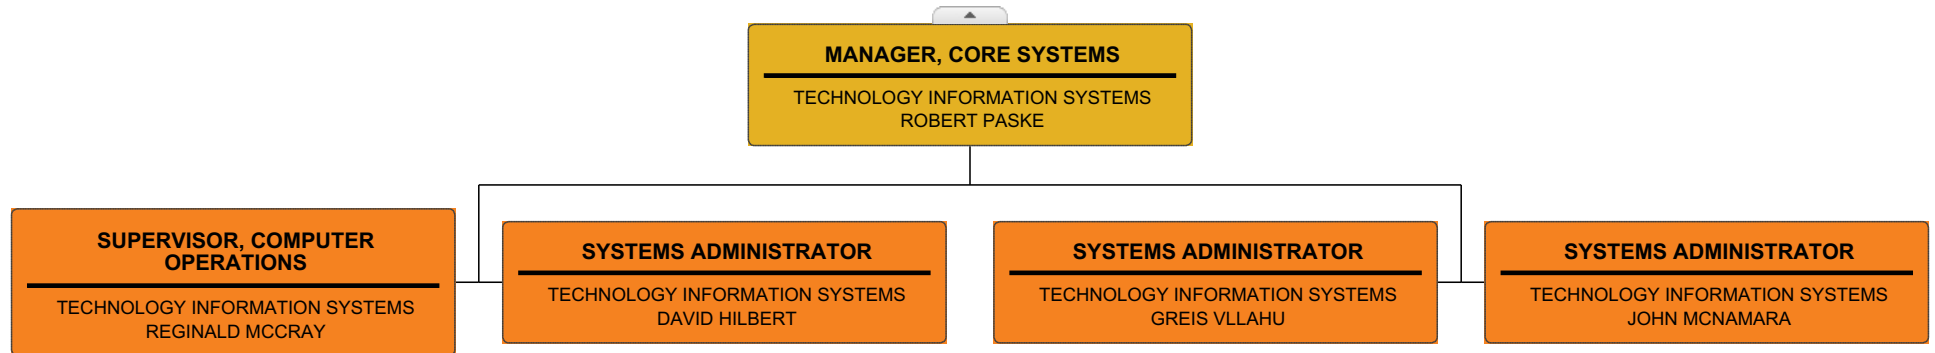 MANAGER, CORE SYSTEMS
TECHNOLOGY INFORMATION SYSTEMS
ROBERT PASKE
SUPERVISOR, COMPUTER
OPERATIONS
TECHNOLOGY INFORMATION SYSTEMS
REGINALD MCCRAY
SYSTEMS ADMINISTRATOR
TECHNOLOGY INFORMATION SYSTEMS
DAVID HILBERT
SYSTEMS ADMINISTRATOR
TECHNOLOGY INFORMATION SYSTEMS
GREIS VLLAHU
SYSTEMS ADMINISTRATOR
TECHNOLOGY INFORMATION SYSTEMS
JOHN MCNAMARA